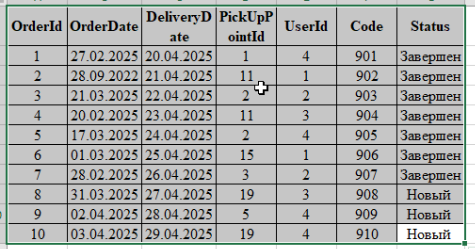 OrderId OrderDate DeliveryDate PickUpPointId UserId Code Status
1 27.02.2025 20.04.2025 1 4 901 Завершен
2 28.09.2022 21.04.2025 11 1 902 Завершен
3 21.03.2025 22.04.2025 2 2 903 Завершен
4 20.02.2025 23.04.2025 11 3 904 Завершен
5 17.03.2025 24.04.2025 2 4 905 Завершен
6 01.03.2025 25.04.2025 15 1 906 Завершен
7 28.02.2025 26.04.2025 3 2 907 Завершен
8 31.03.2025 27.04.2025 19 3 908 Новый
9 02.04.2025 28.04.2025 5 4 909 Новый
10 03.04.2025 29.04.2025 19 4 910 Новый